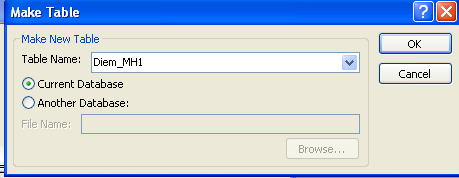 Make Table
Make New Table
OK
Table Name: Diem_MH1
Cancel
Current Database
Another Database:
File Name:
Browse...